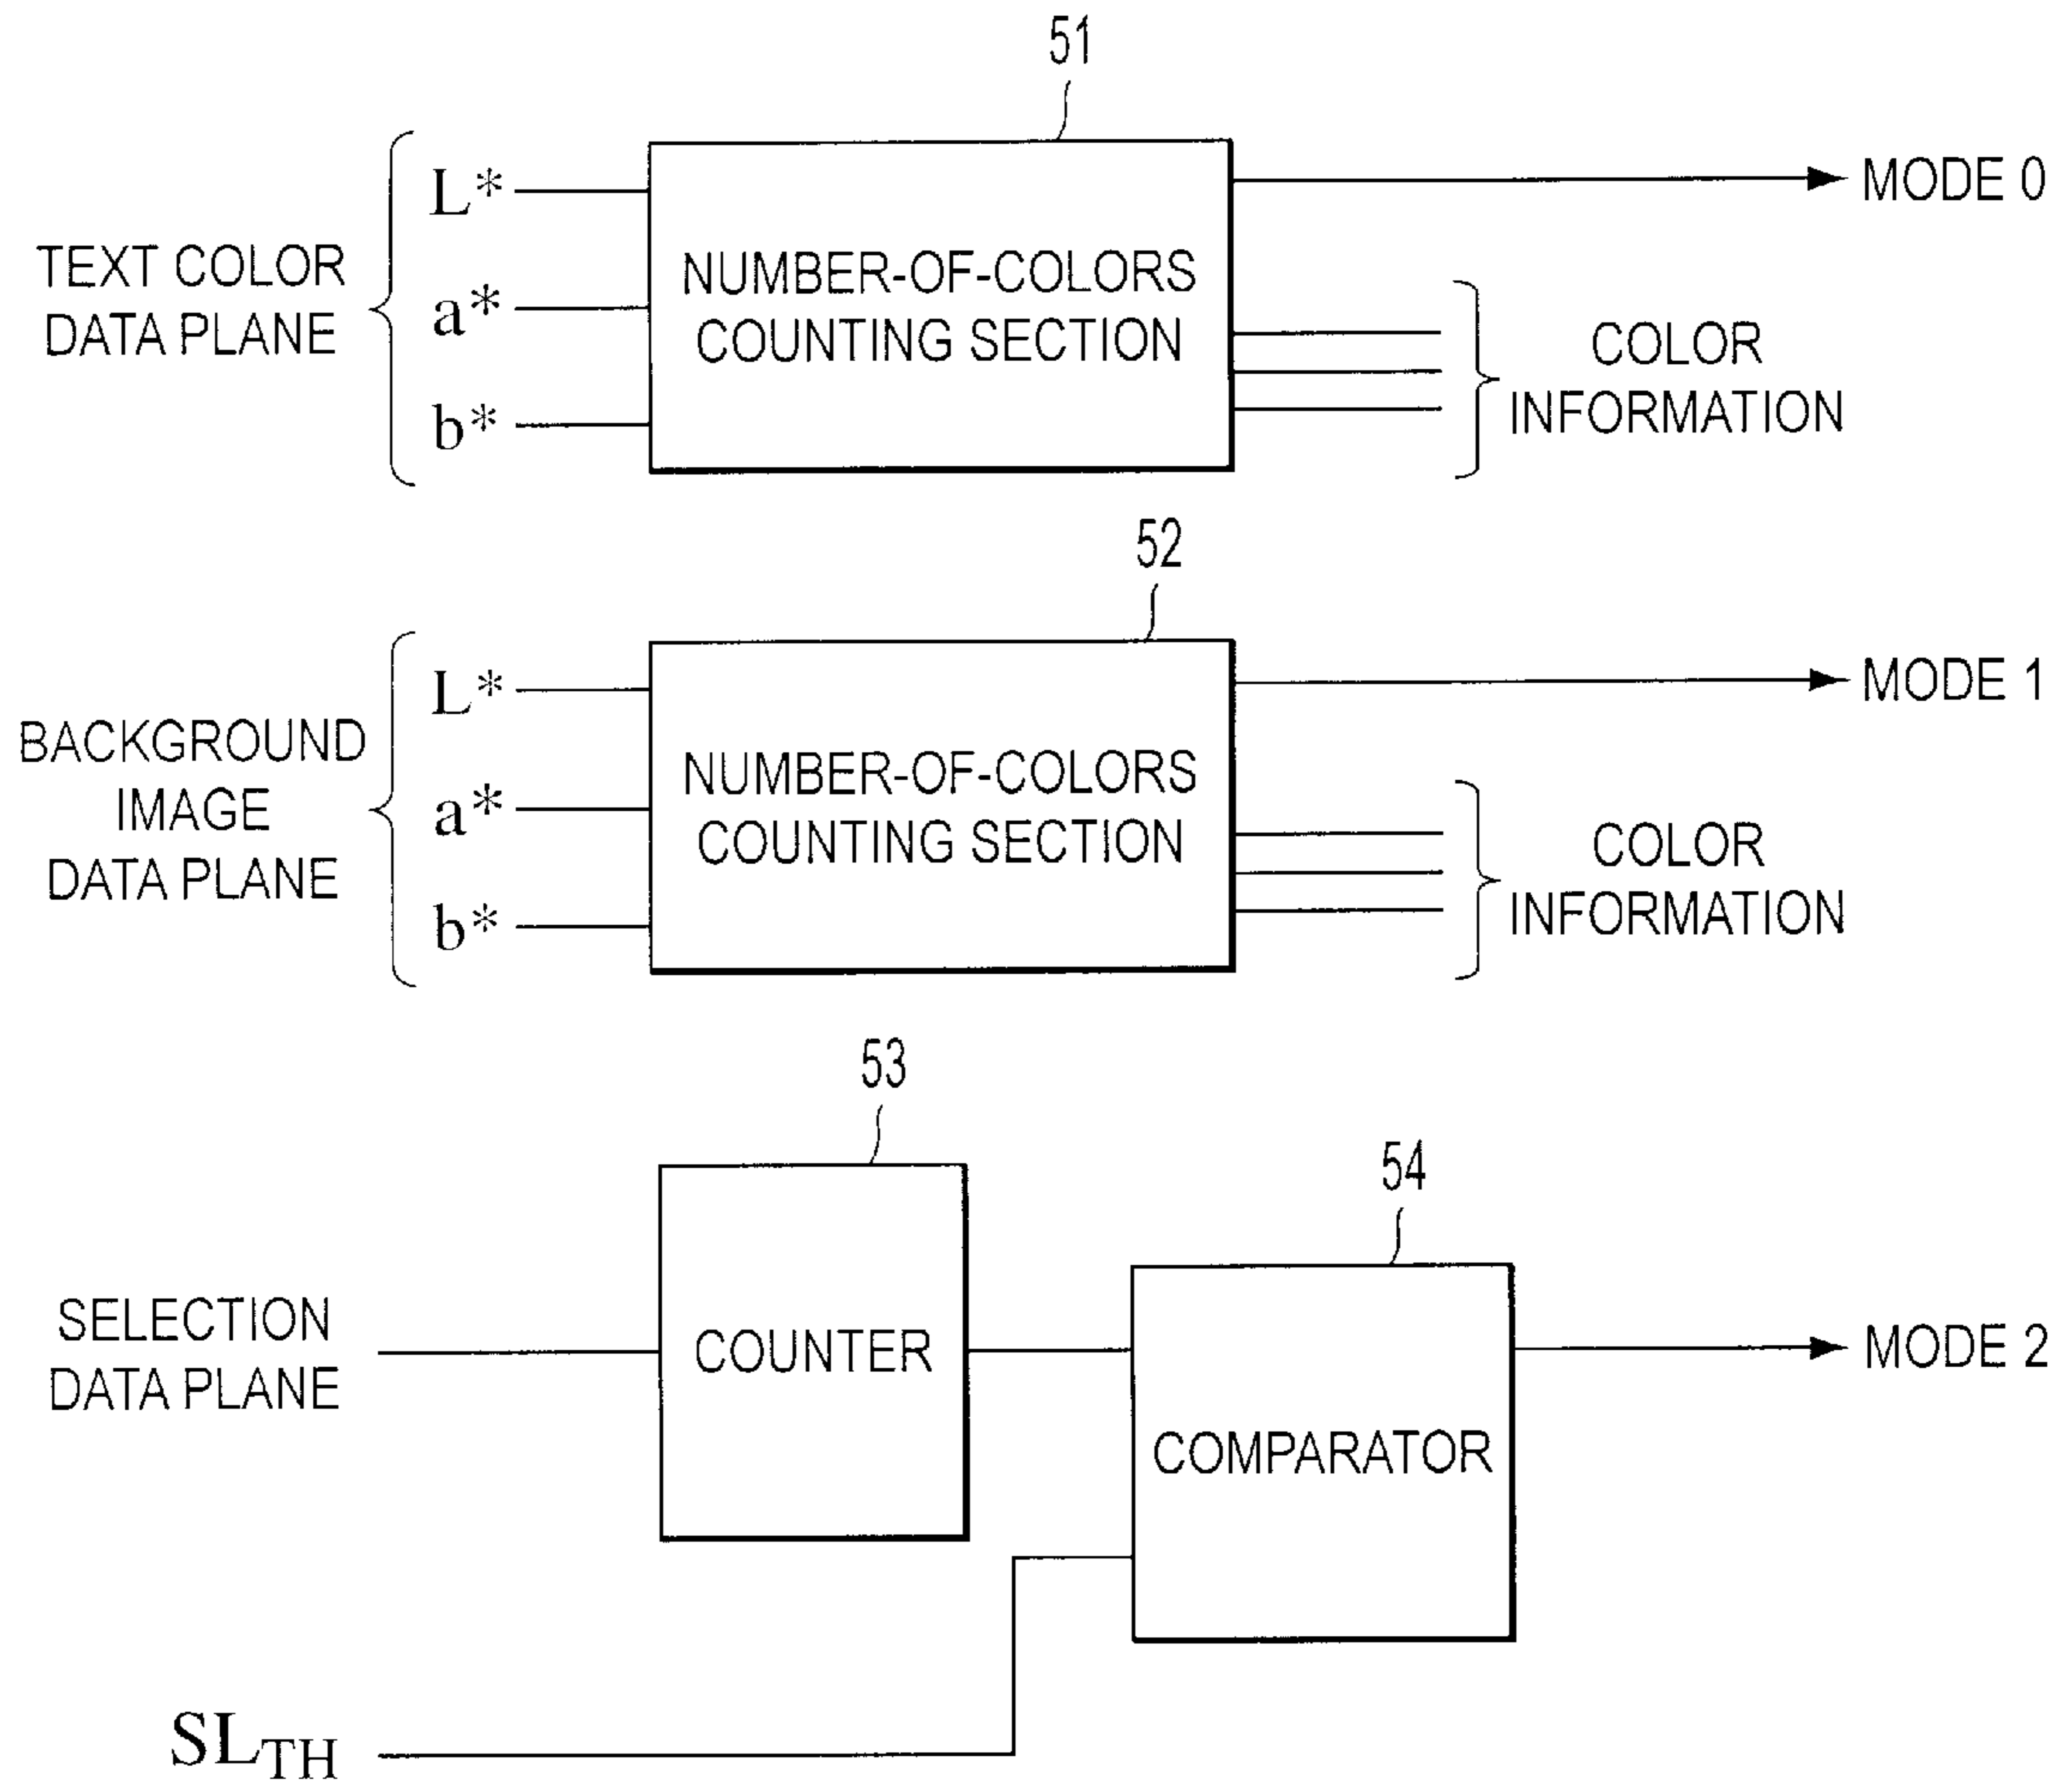 51
TEXT COLOR
DATA PLANE
L*
a*
b*
NUMBER-OF-COLORS
COUNTING SECTION
MODE 0
COLOR
INFORMATION
52
BACKGROUND
IMAGE
DATA PLANE
L*
a*
b*
NUMBER-OF-COLORS
COUNTING SECTION
MODE 1
COLOR
INFORMATION
53
54
SELECTION
DATA PLANE
COUNTER
COMPARATOR
MODE 2
SLTH